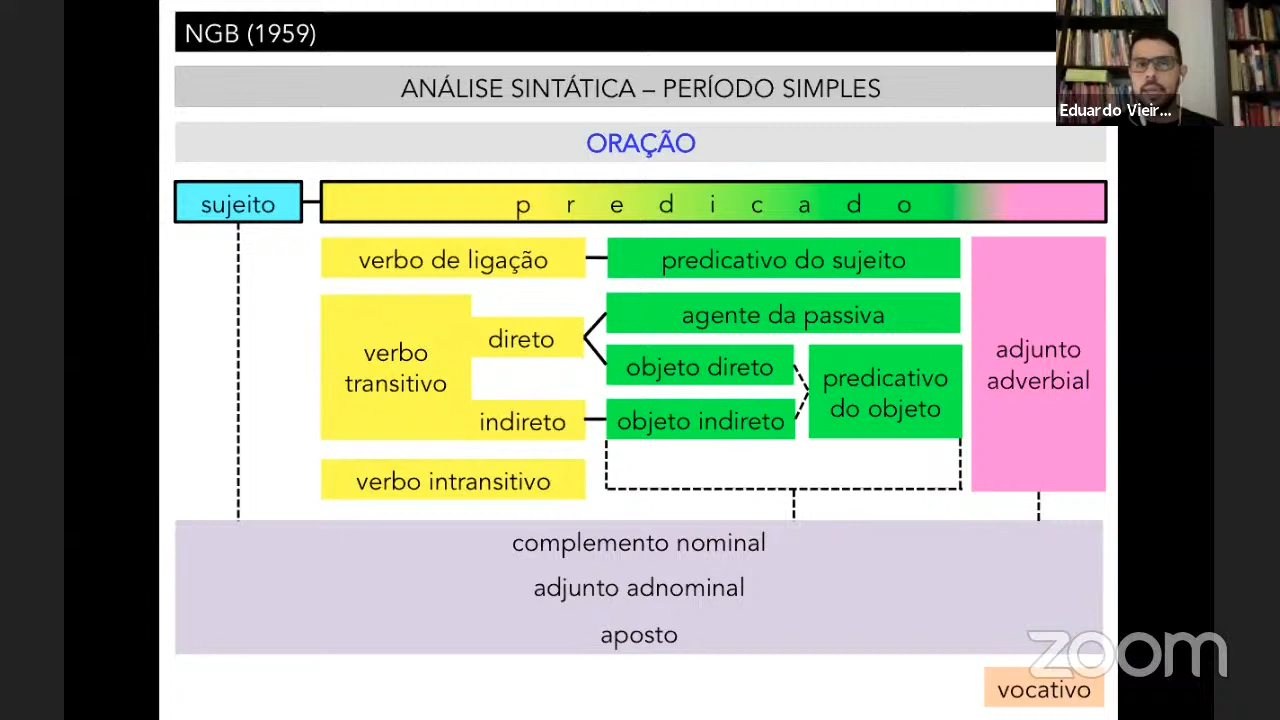 NGB (1959)
Eduardo Vieir...
ANÁLISE SINTÁTICA – PERÍODO SIMPLES
ORAÇÃO
sujeito
predicado
verbo de ligação
predicativo do sujeito
verbo
transitivo
direto
indireto
agente da passiva
objeto direto
objeto indireto
predicativo
do objeto
adjunto
adverbial
verbo intransitivo
complemento nominal
adjunto adnominal
aposto
zoom
vocativo